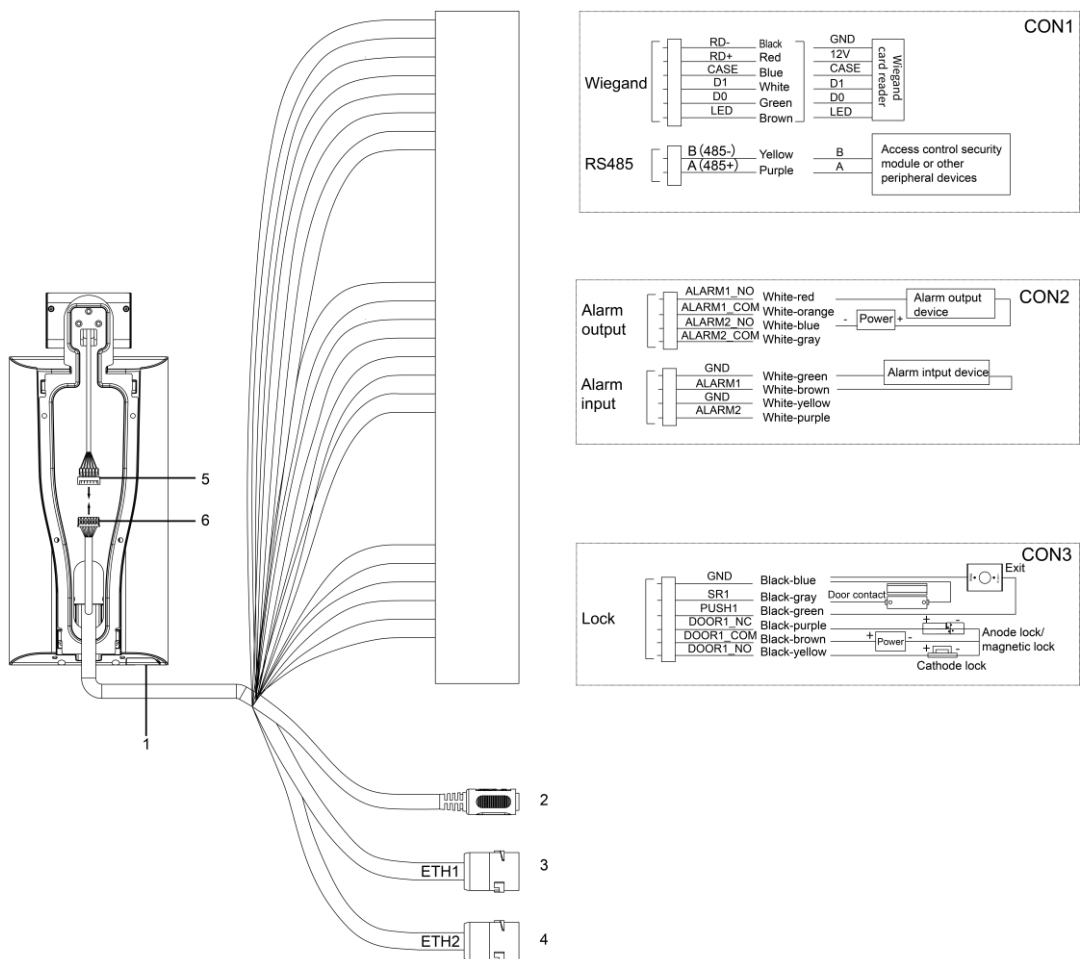 CON1
Wiegand
RD- Black GND
RD+ Red 12V
CASE Blue CASE
D1 White D1
D0 Green D0
LED Brown LED
Wiegand
card reader
RS485
B (485-) Yellow B
A (485+) Purple A
Access control security
module or other
peripheral devices
CON2
Alarm
output
ALARM1_NO White-red
ALARM1_COM White-orange
ALARM2_NO White-blue
ALARM2_COM White-gray
- Power +
Alarm output
device
Alarm
input
GND White-green
ALARM1 White-brown
GND White-yellow
ALARM2 White-purple
Alarm intput device
CON3
Lock
GND Black-blue
SR1 Black-gray
PUSH1 Black-green
DOOR1_NC Black-purple
DOOR1_COM Black-brown
DOOR1_NO Black-yellow
Door contact
Exit
+ -
+ Power -
+ -
Anode lock/
magnetic lock
Cathode lock
5
6
1
2
ETH1 3
ETH2 4